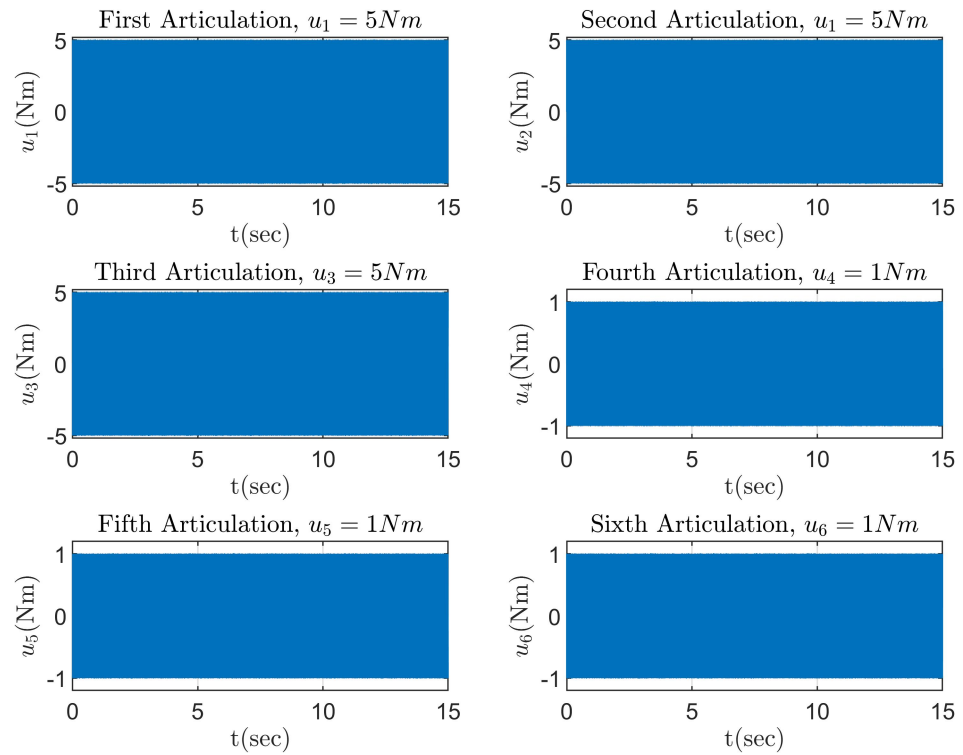 First Articulation, u₁ = 5Nm
u₁(Nm)
5
0
-5
0 5 10 15
t(sec)
Second Articulation, u₁ = 5Nm
u₂(Nm)
5
0
-5
0 5 10 15
t(sec)
Third Articulation, u₃ = 5Nm
u₃(Nm)
5
0
-5
0 5 10 15
t(sec)
Fourth Articulation, u₄ = 1Nm
u₄(Nm)
1
0
-1
0 5 10 15
t(sec)
Fifth Articulation, u₅ = 1Nm
u₅(Nm)
1
0
-1
0 5 10 15
t(sec)
Sixth Articulation, u₆ = 1Nm
u₆(Nm)
1
0
-1
0 5 10 15
t(sec)